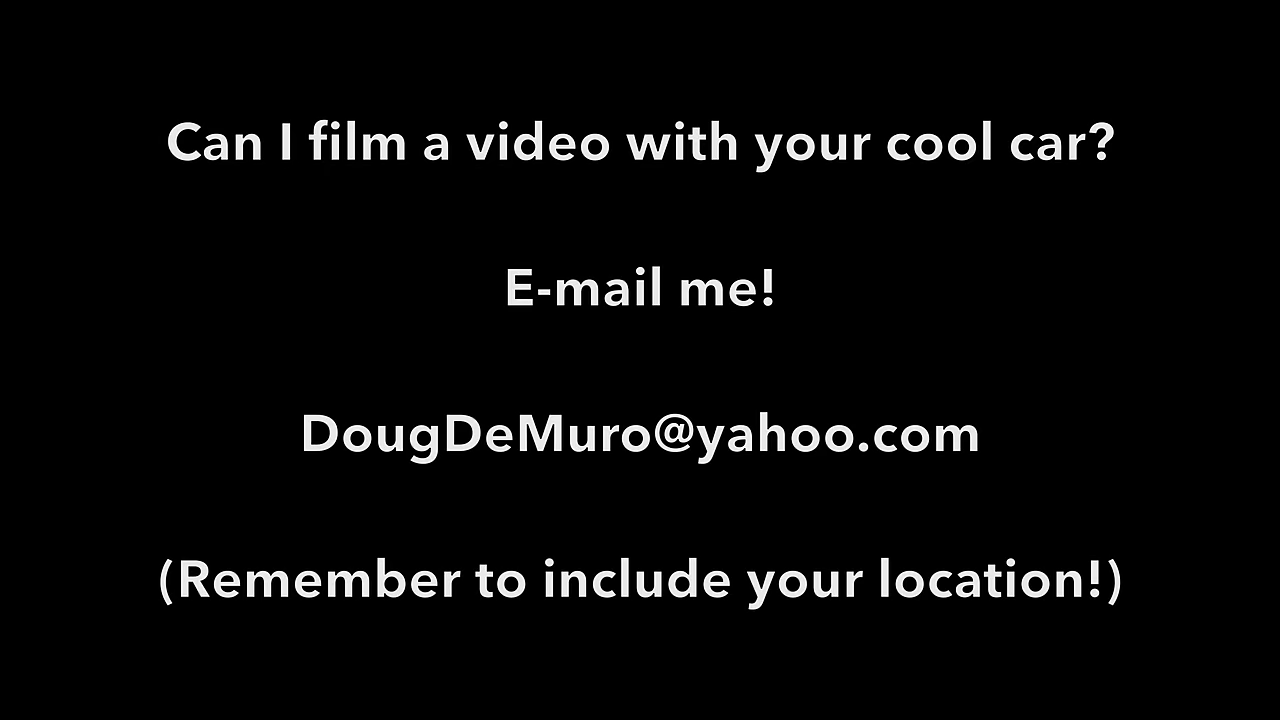 Can I film a video with your cool car?
E-mail me!
DougDeMuro@yahoo.com
(Remember to include your location!)